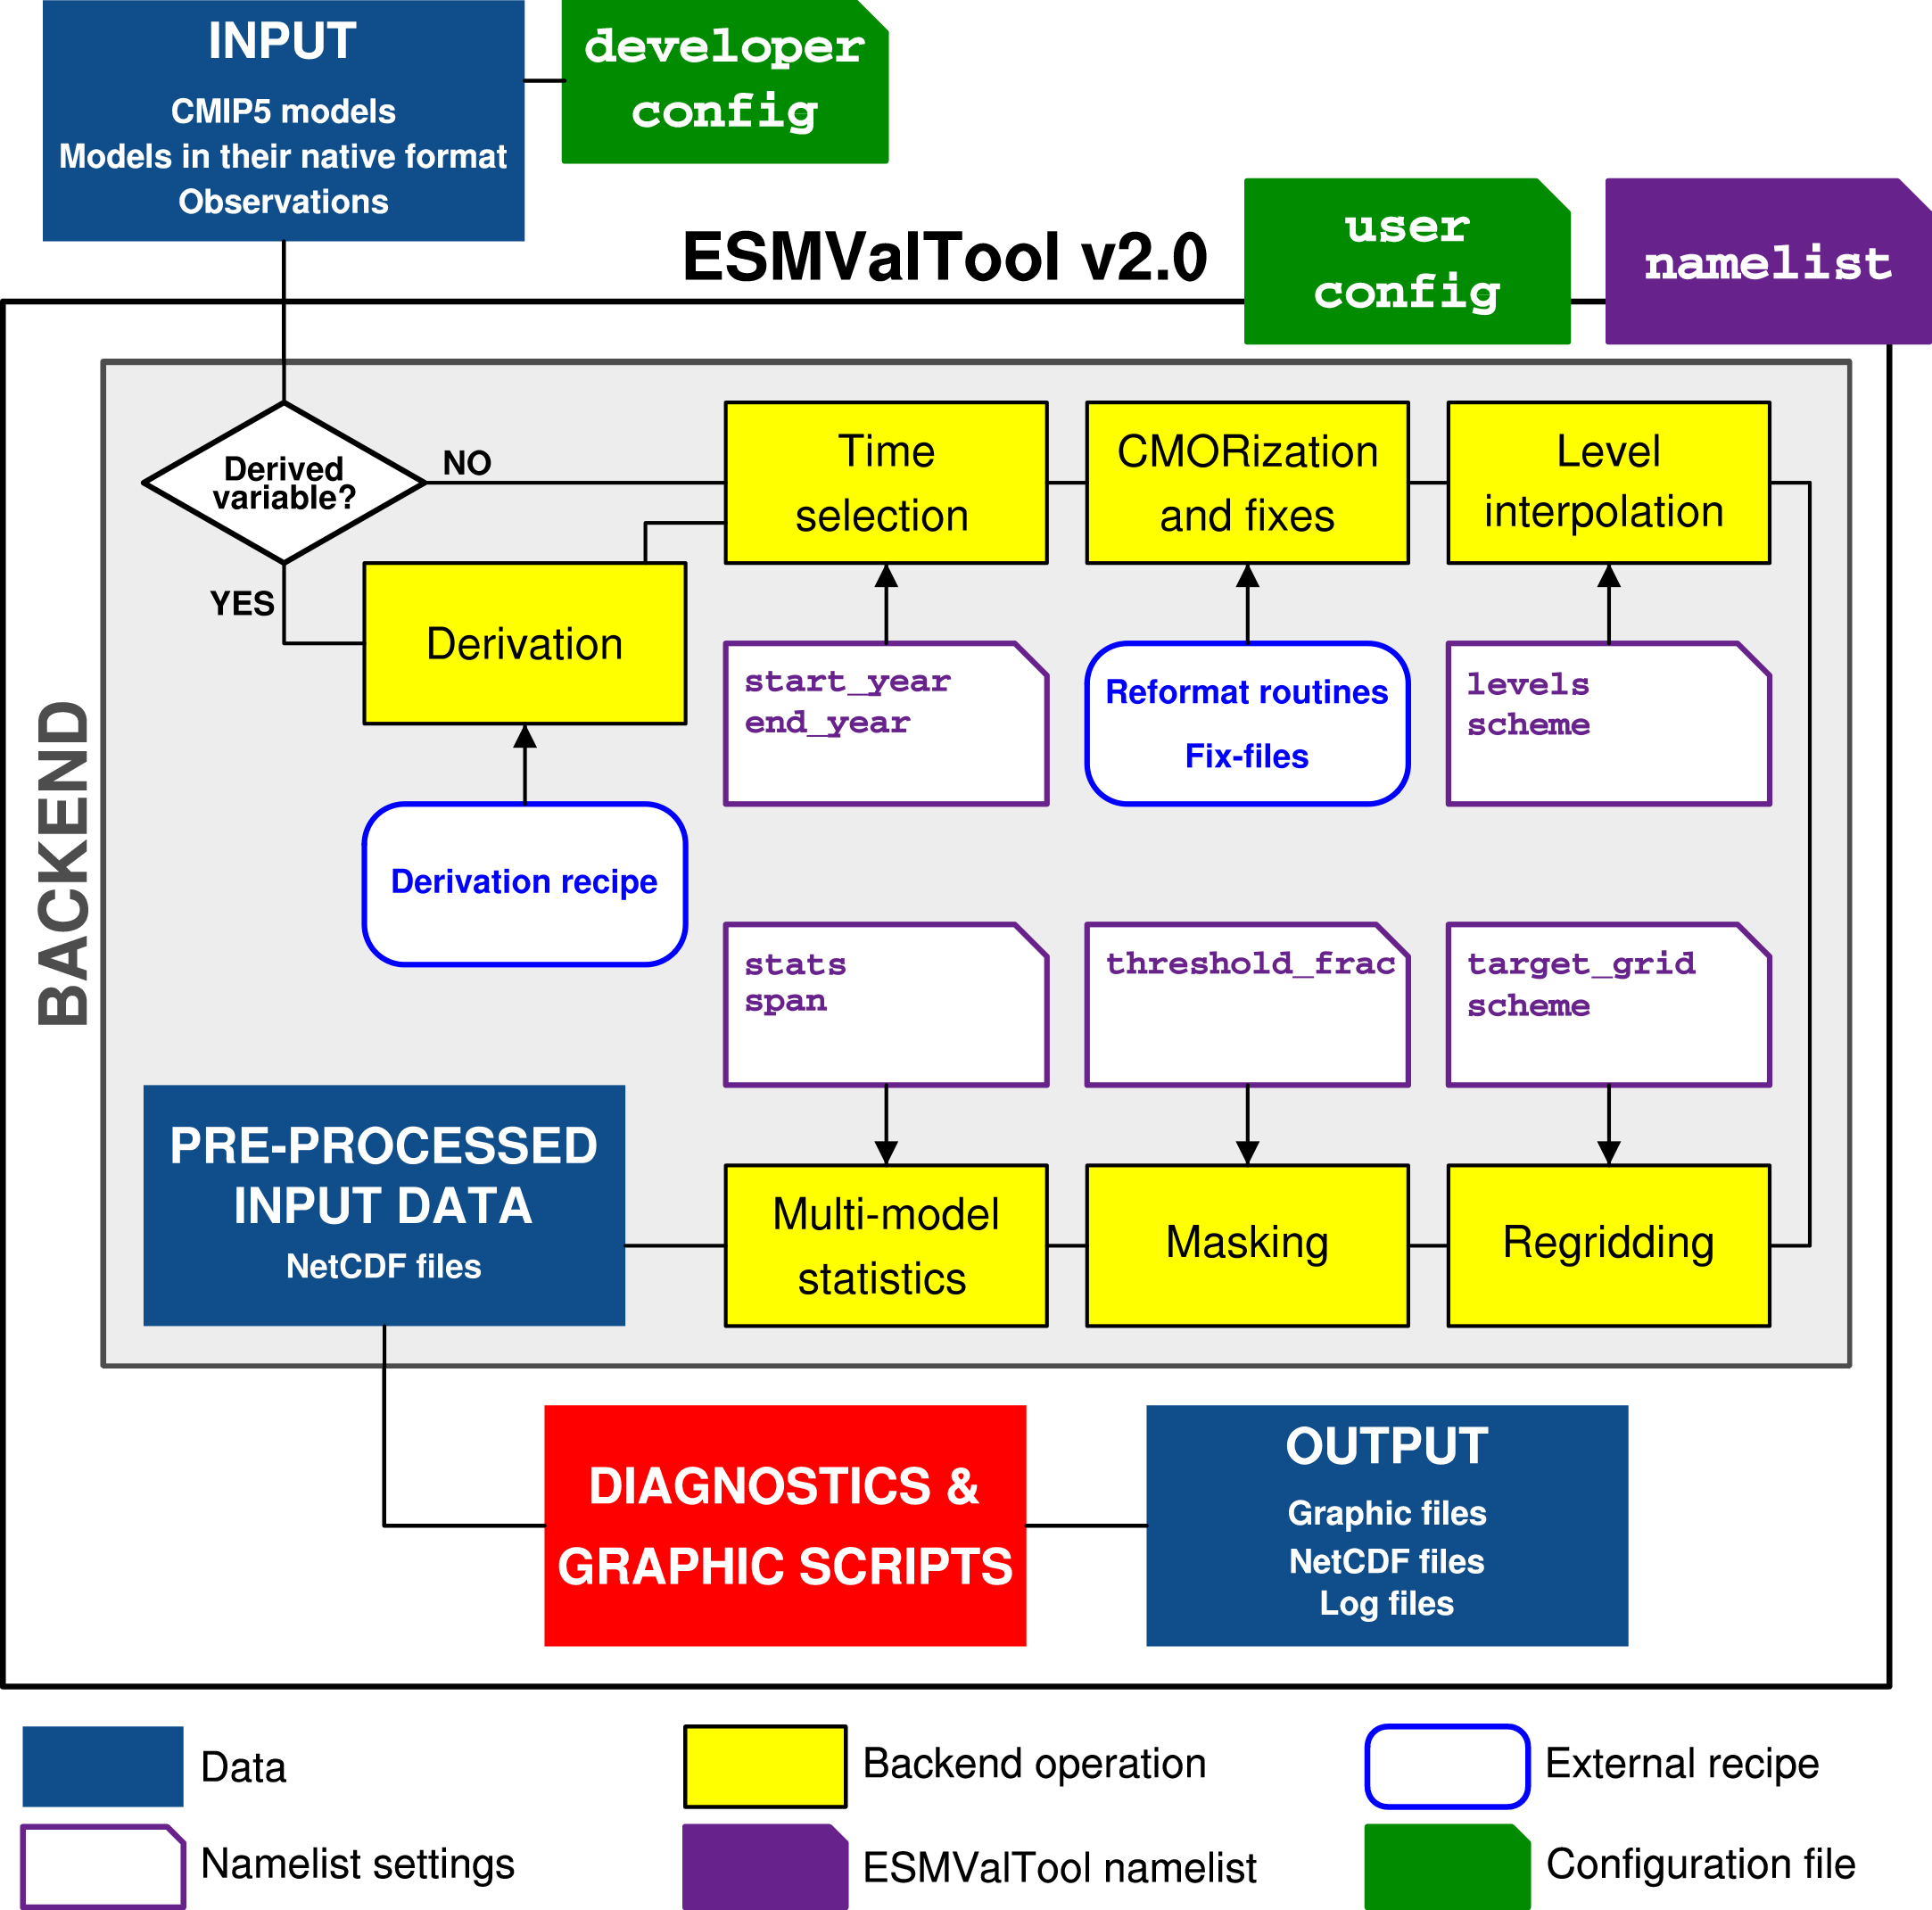 INPUT
CMIP5 models
Models in their native format
Observations
developer
config
user
config
namelist
ESMValTool v2.0
BACKEND
Derived
variable?
NO
YES
Time
selection
CMORization
and fixes
Level
interpolation
Derivation
start_year
end_year
Reformat routines
Fix-files
levels
scheme
Derivation recipe
stats
span
threshold_frac
target_grid
scheme
PRE-PROCESSED
INPUT DATA
NetCDF files
Multi-model
statistics
Masking
Regridding
DIAGNOSTICS &
GRAPHIC SCRIPTS
OUTPUT
Graphic files
NetCDF files
Log files
Data
Backend operation
External recipe
Namelist settings
ESMValTool namelist
Configuration file